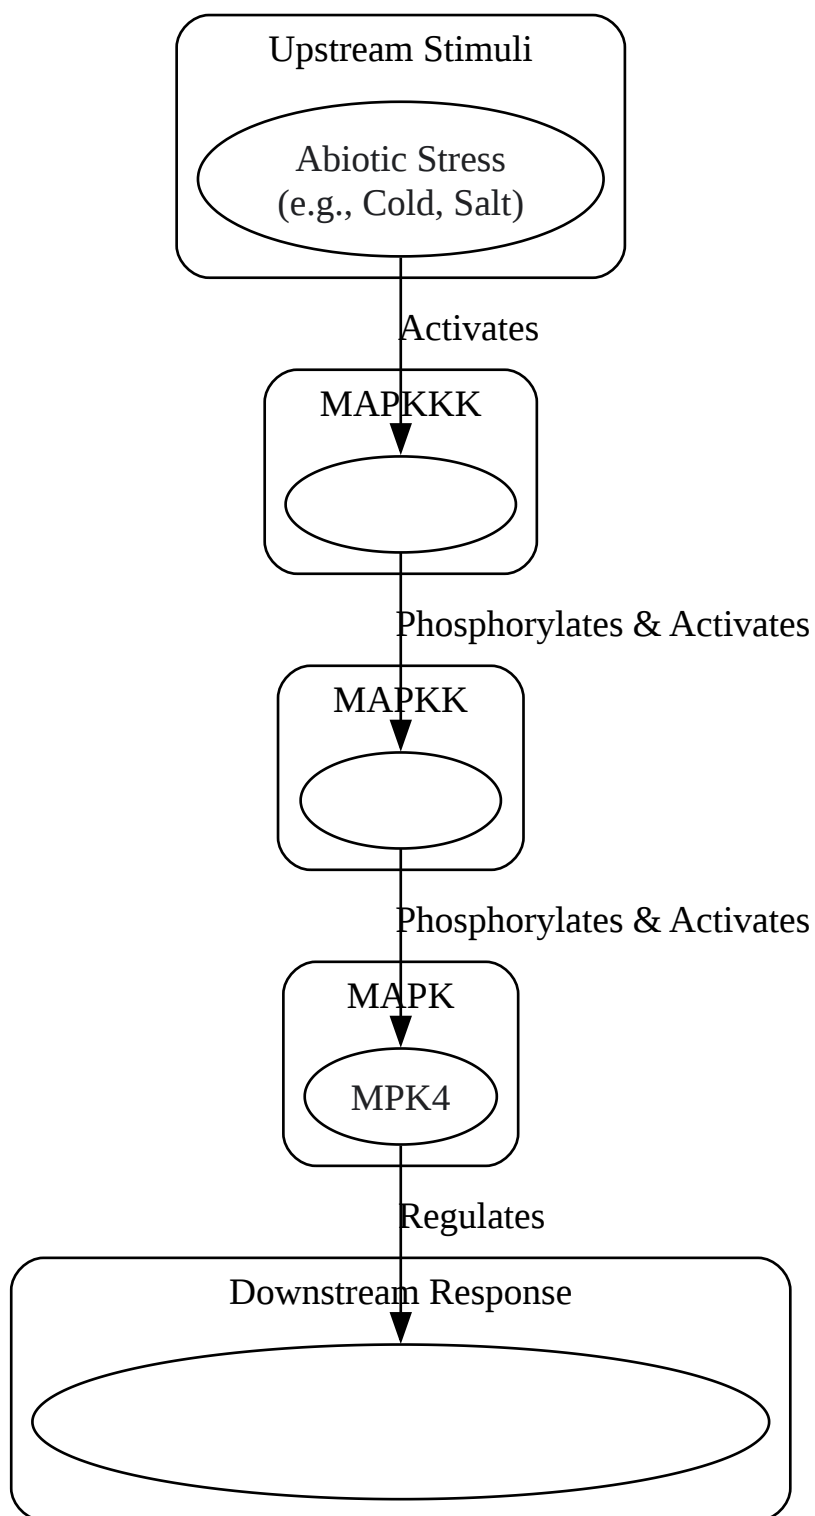 Upstream Stimuli
Abiotic Stress
(e.g., Cold, Salt)
Activates
MAPKKK
Phosphorylates & Activates
MAPKK
Phosphorylates & Activates
MAPK
MPK4
Regulates
Downstream Response